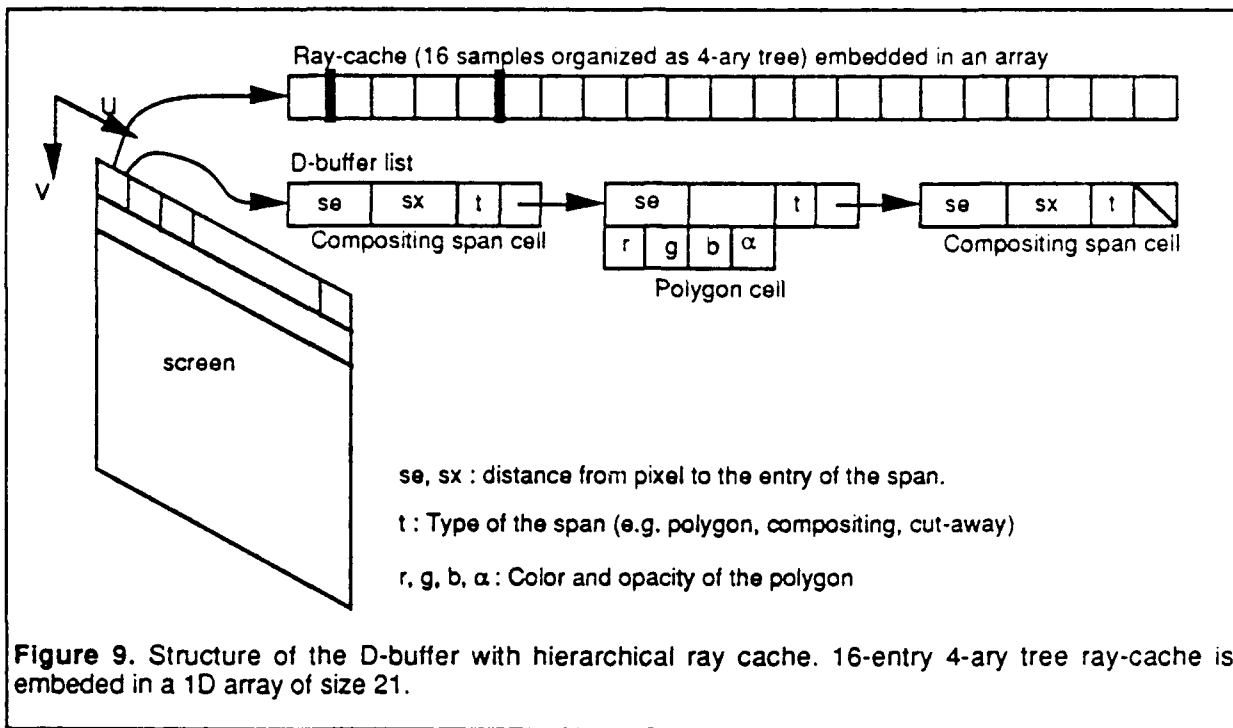 Ray-cache (16 samples organized as 4-ary tree) embedded in an array
u
v
D-buffer list
se sx t
se t
se sx t
Compositing span cell
r g b α
Compositing span cell
Polygon cell
screen
se, sx : distance from pixel to the entry of the span.
t : Type of the span (e.g. polygon, compositing, cut-away)
r, g, b, α : Color and opacity of the polygon
Figure 9. Structure of the D-buffer with hierarchical ray cache. 16-entry 4-ary tree ray-cache is
embeded in a 1D array of size 21.